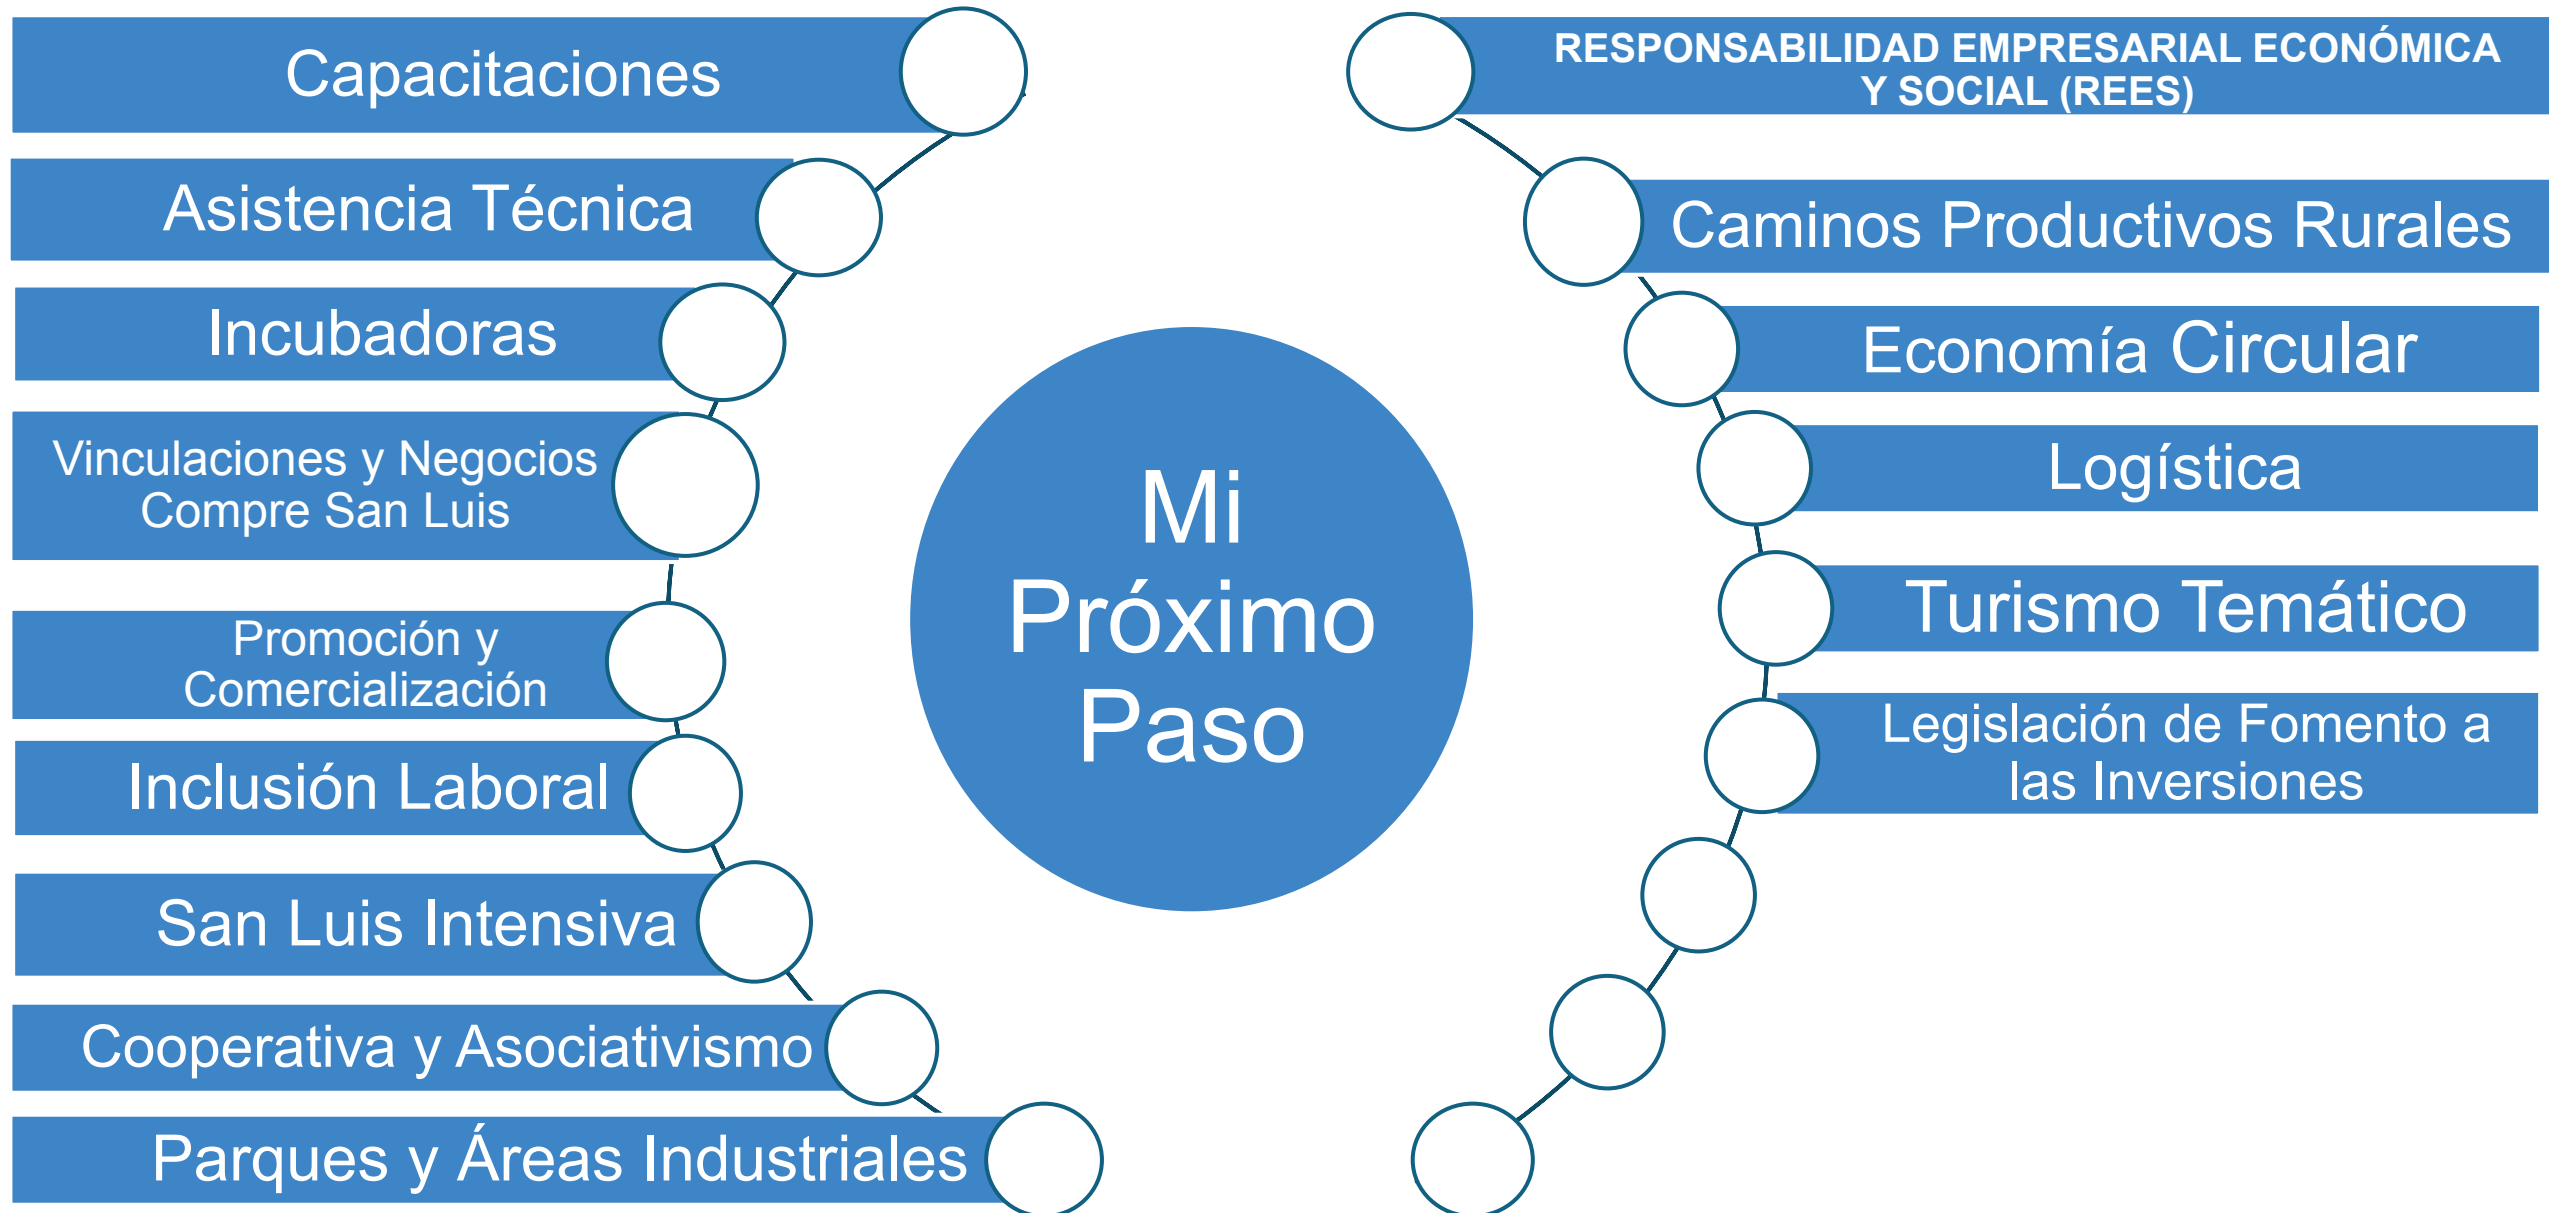 Capacitaciones
Asistencia Técnica
Incubadoras
Vinculaciones y Negocios
Compre San Luis
Promoción y
Comercialización
Inclusión Laboral
San Luis Intensiva
Cooperativa y Asociativismo
Parques y Áreas Industriales
Mi
Próximo
Paso
RESPONSABILIDAD EMPRESARIAL ECONÓMICA
Y SOCIAL (REES)
Caminos Productivos Rurales
Economía Circular
Logística
Turismo Temático
Legislación de Fomento a
las Inversiones